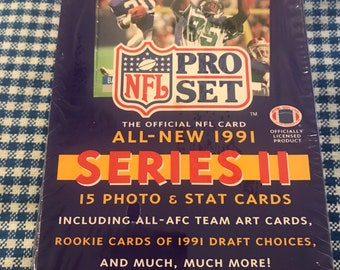 NFL
PRO
SET
THE OFFICIAL NFL CARD
ALL-NEW 1991
OFFICIALLY
LICENSED
PRODUCT
SERIES II
15 PHOTO & STAT CARDS
INCLUDING ALL-AFC TEAM ART CARDS,
ROOKIE CARDS OF 1991 DRAFT CHOICES,
AND MUCH, MUCH MORE!